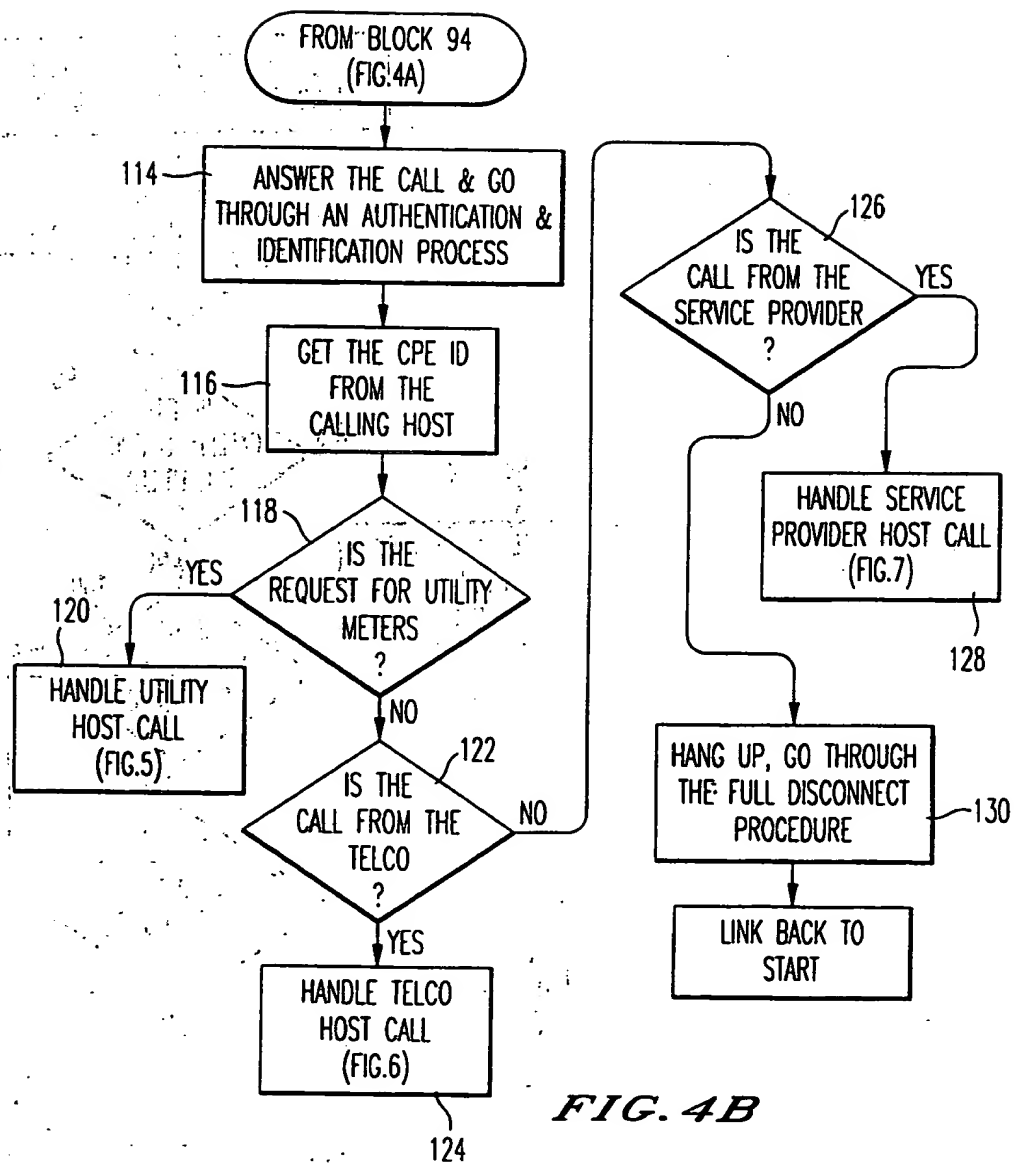 FROM BLOCK 94
(FIG.4A)
114
ANSWER THE CALL & GO
THROUGH AN AUTHENTICATION &
IDENTIFICATION PROCESS
116
GET THE CPE ID
FROM THE
CALLING HOST
118
IS THE
REQUEST FOR UTILITY
METERS
?
YES
NO
120
HANDLE UTILITY
HOST CALL
(FIG.5)
122
IS THE
CALL FROM THE
TELCO
?
NO
YES
HANDLE TELCO
HOST CALL
(FIG.6)
124
126
IS THE
CALL FROM THE
SERVICE PROVIDER
?
YES
NO
HANDLE SERVICE
PROVIDER HOST CALL
(FIG.7)
128
HANG UP, GO THROUGH
THE FULL DISCONNECT
PROCEDURE
130
LINK BACK TO
START
FIG. 4B